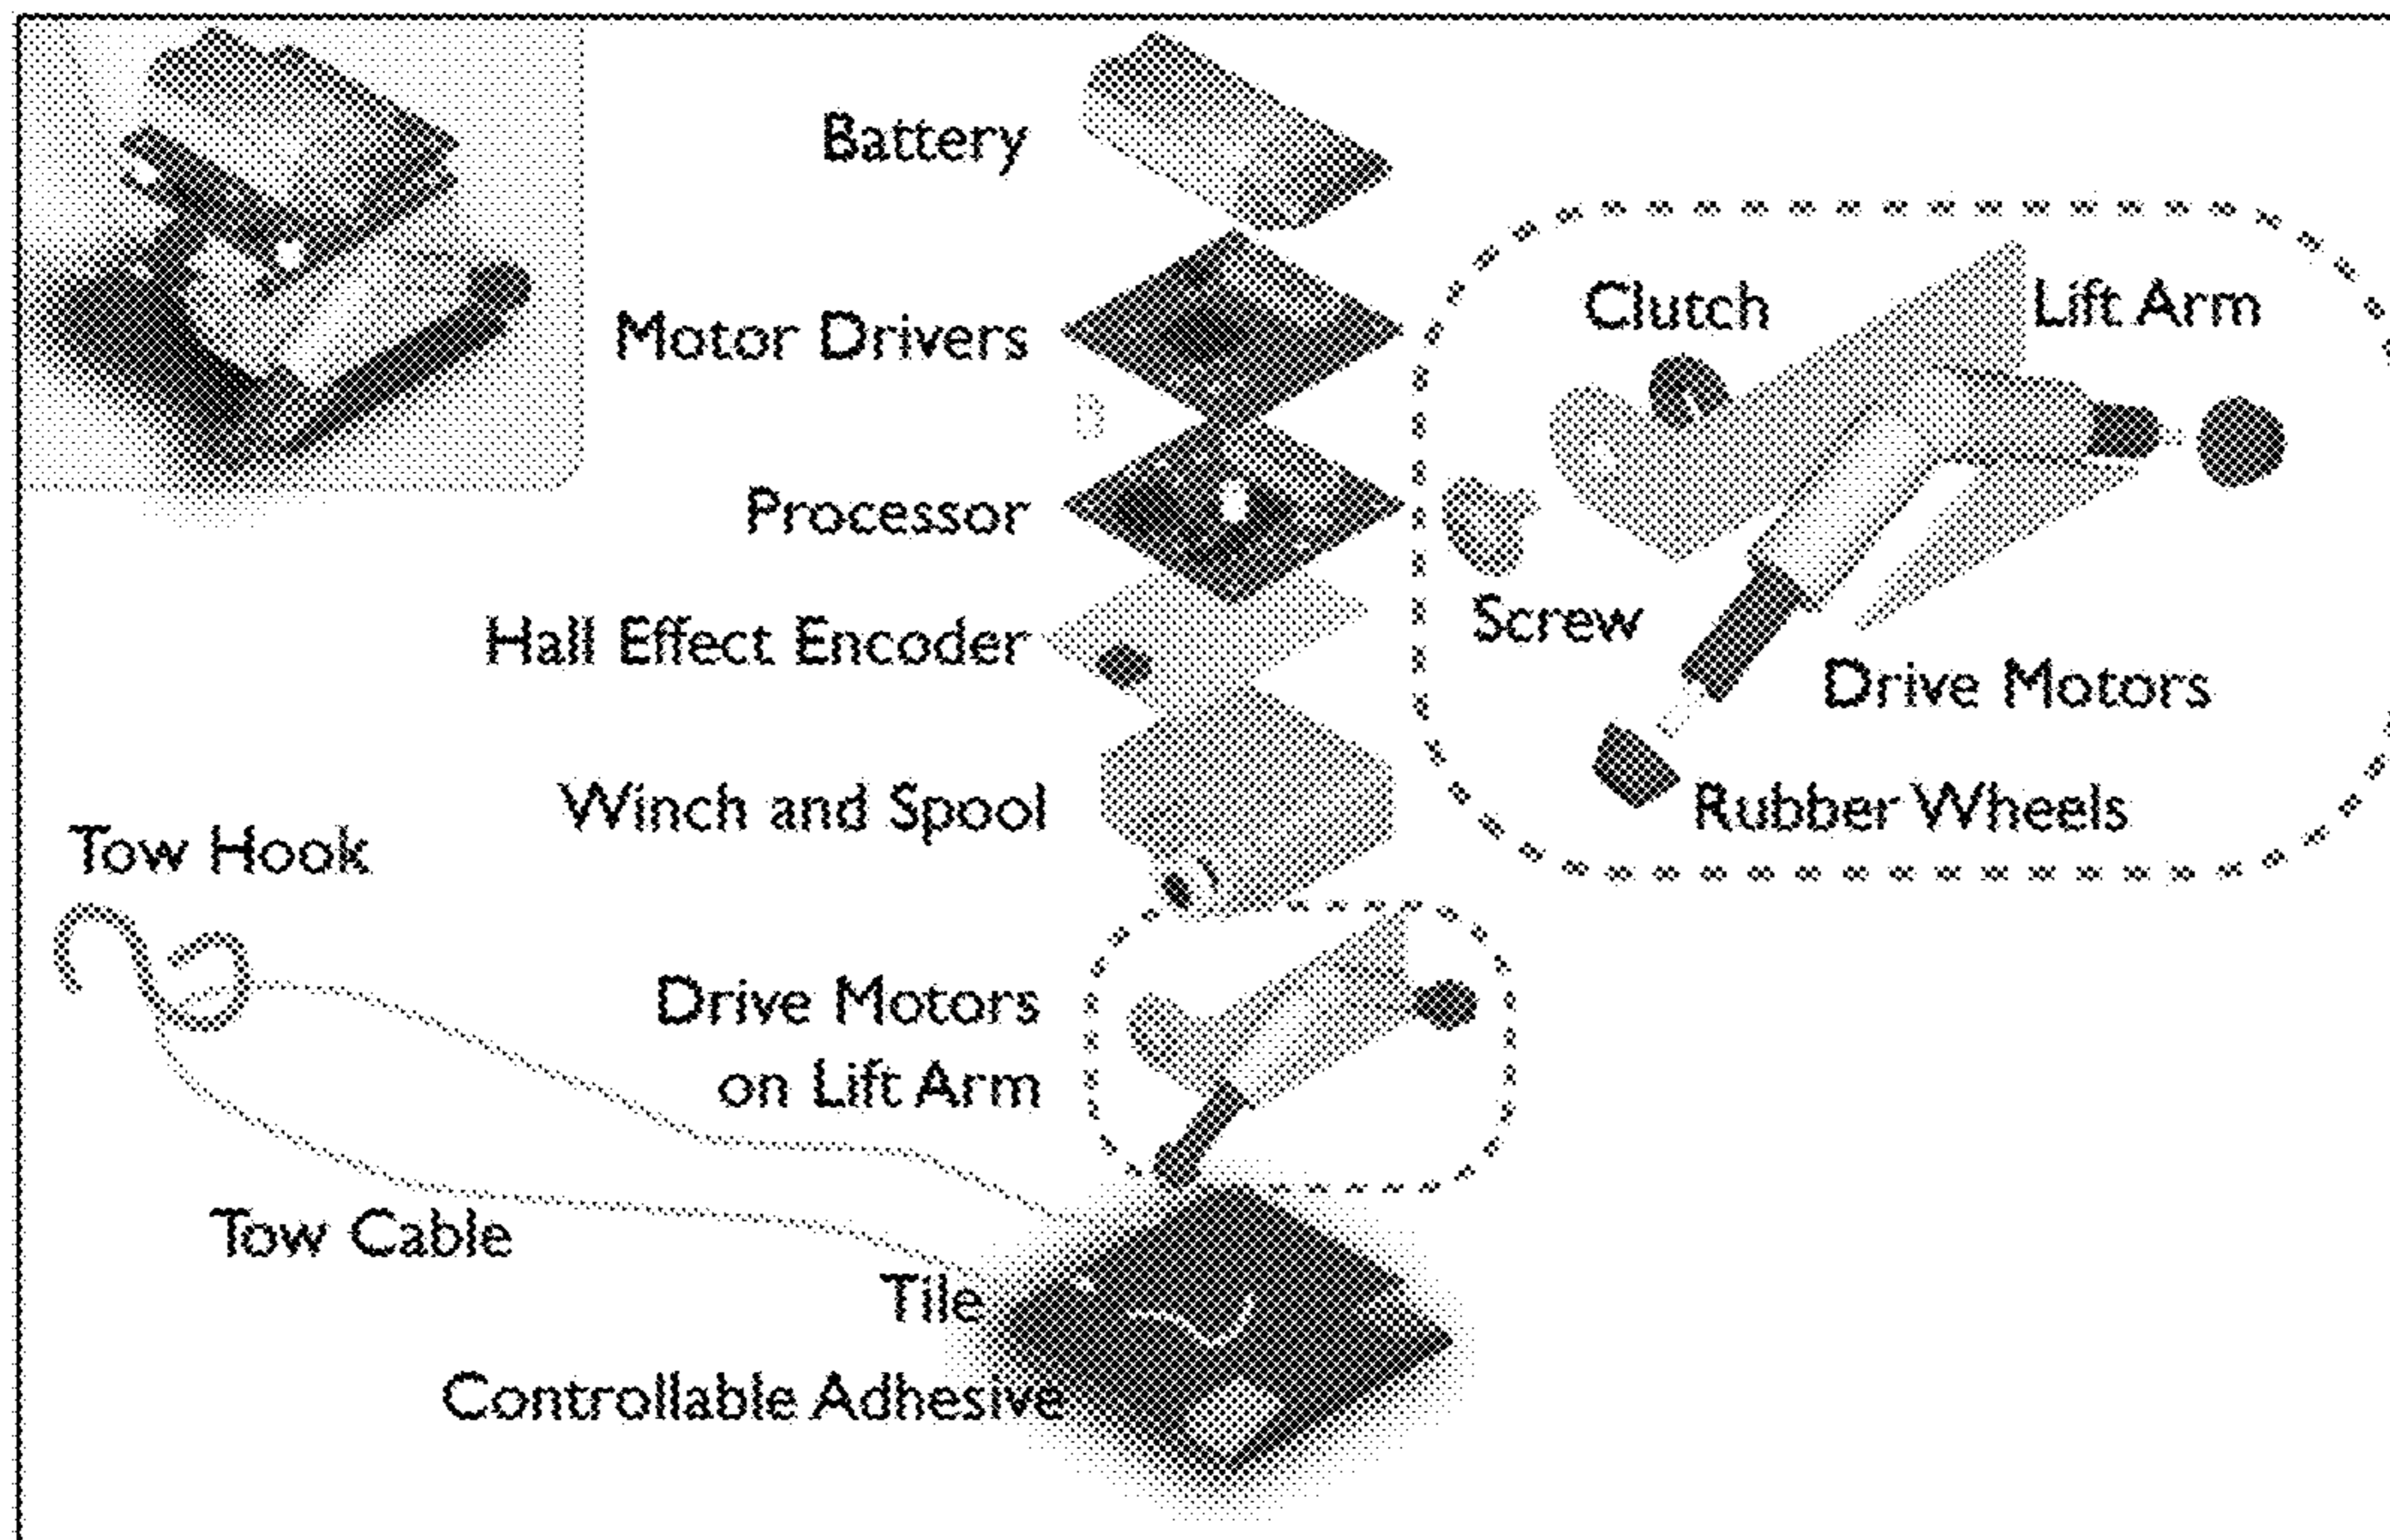 Battery
Motor Drivers
Processor
Hall Effect Encoder
Winch and Spool
Tow Hook
Drive Motors
on Lift Arm
Tow Cable
Tile
Controllable Adhesive
Clutch
Lift Arm
Screw
Drive Motors
Rubber Wheels